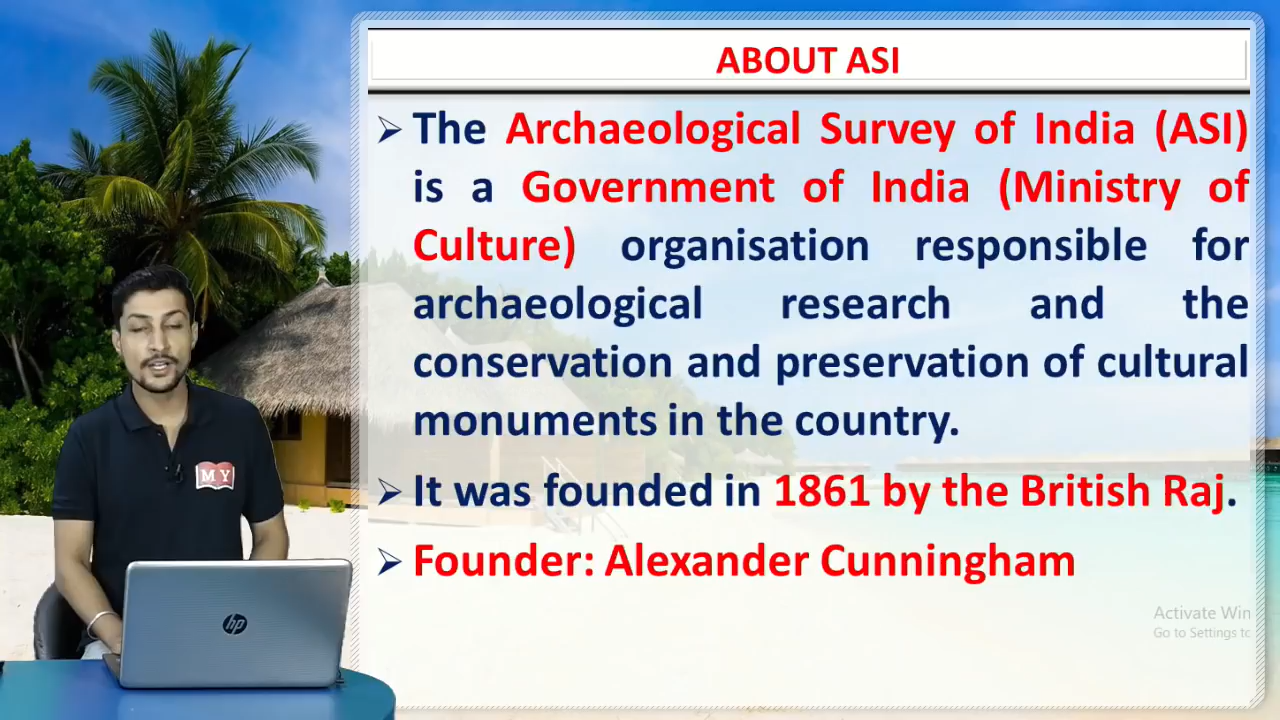 ABOUT ASI
➢ The Archaeological Survey of India (ASI)
is a Government of India (Ministry of
Culture) organisation responsible for
archaeological research and the
conservation and preservation of cultural
monuments in the country.
➢ It was founded in 1861 by the British Raj.
➢ Founder: Alexander Cunningham
M Y
hp
Activate Win
Go to Settings to